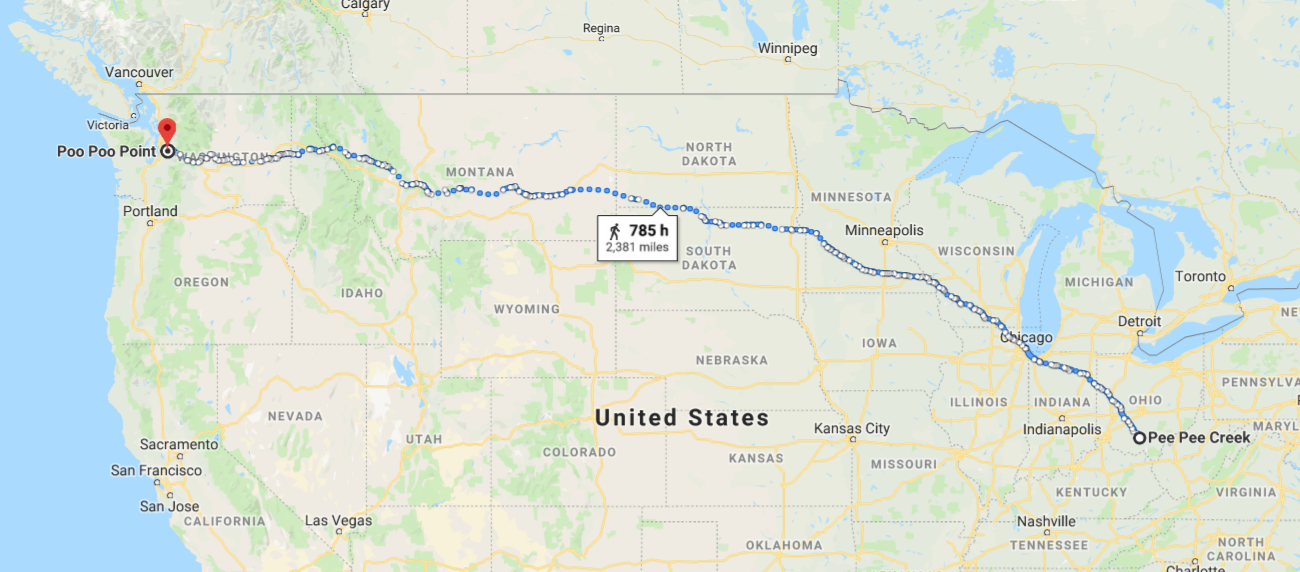 Calgary
Regina
Winnipeg
Vancouver
Victoria
Poo Poo Point
WASHINGTON
MONTANA
NORTH
DAKOTA
MINNESOTA
Portland
785 h
2,381 miles
Minneapolis
SOUTH
DAKOTA
WISCONSIN
OREGON
IDAHO
MICHIGAN
Toronto
WYOMING
Detroit
Chicago
IOWA
NEBRASKA
PENNSYLVA
NEVADA
United States
ILLINOIS
INDIANA
OHIO
Kansas City
Indianapolis
Pee Pee Creek
MARYL
Sacramento
UTAH
COLORADO
KANSAS
MISSOURI
San Francisco
KENTUCKY
VIRGINIA
San Jose
CALIFORNIA
Las Vegas
Nashville
TENNESSEE
OKLAHOMA
NORTH
CAROLINA
Charlotte